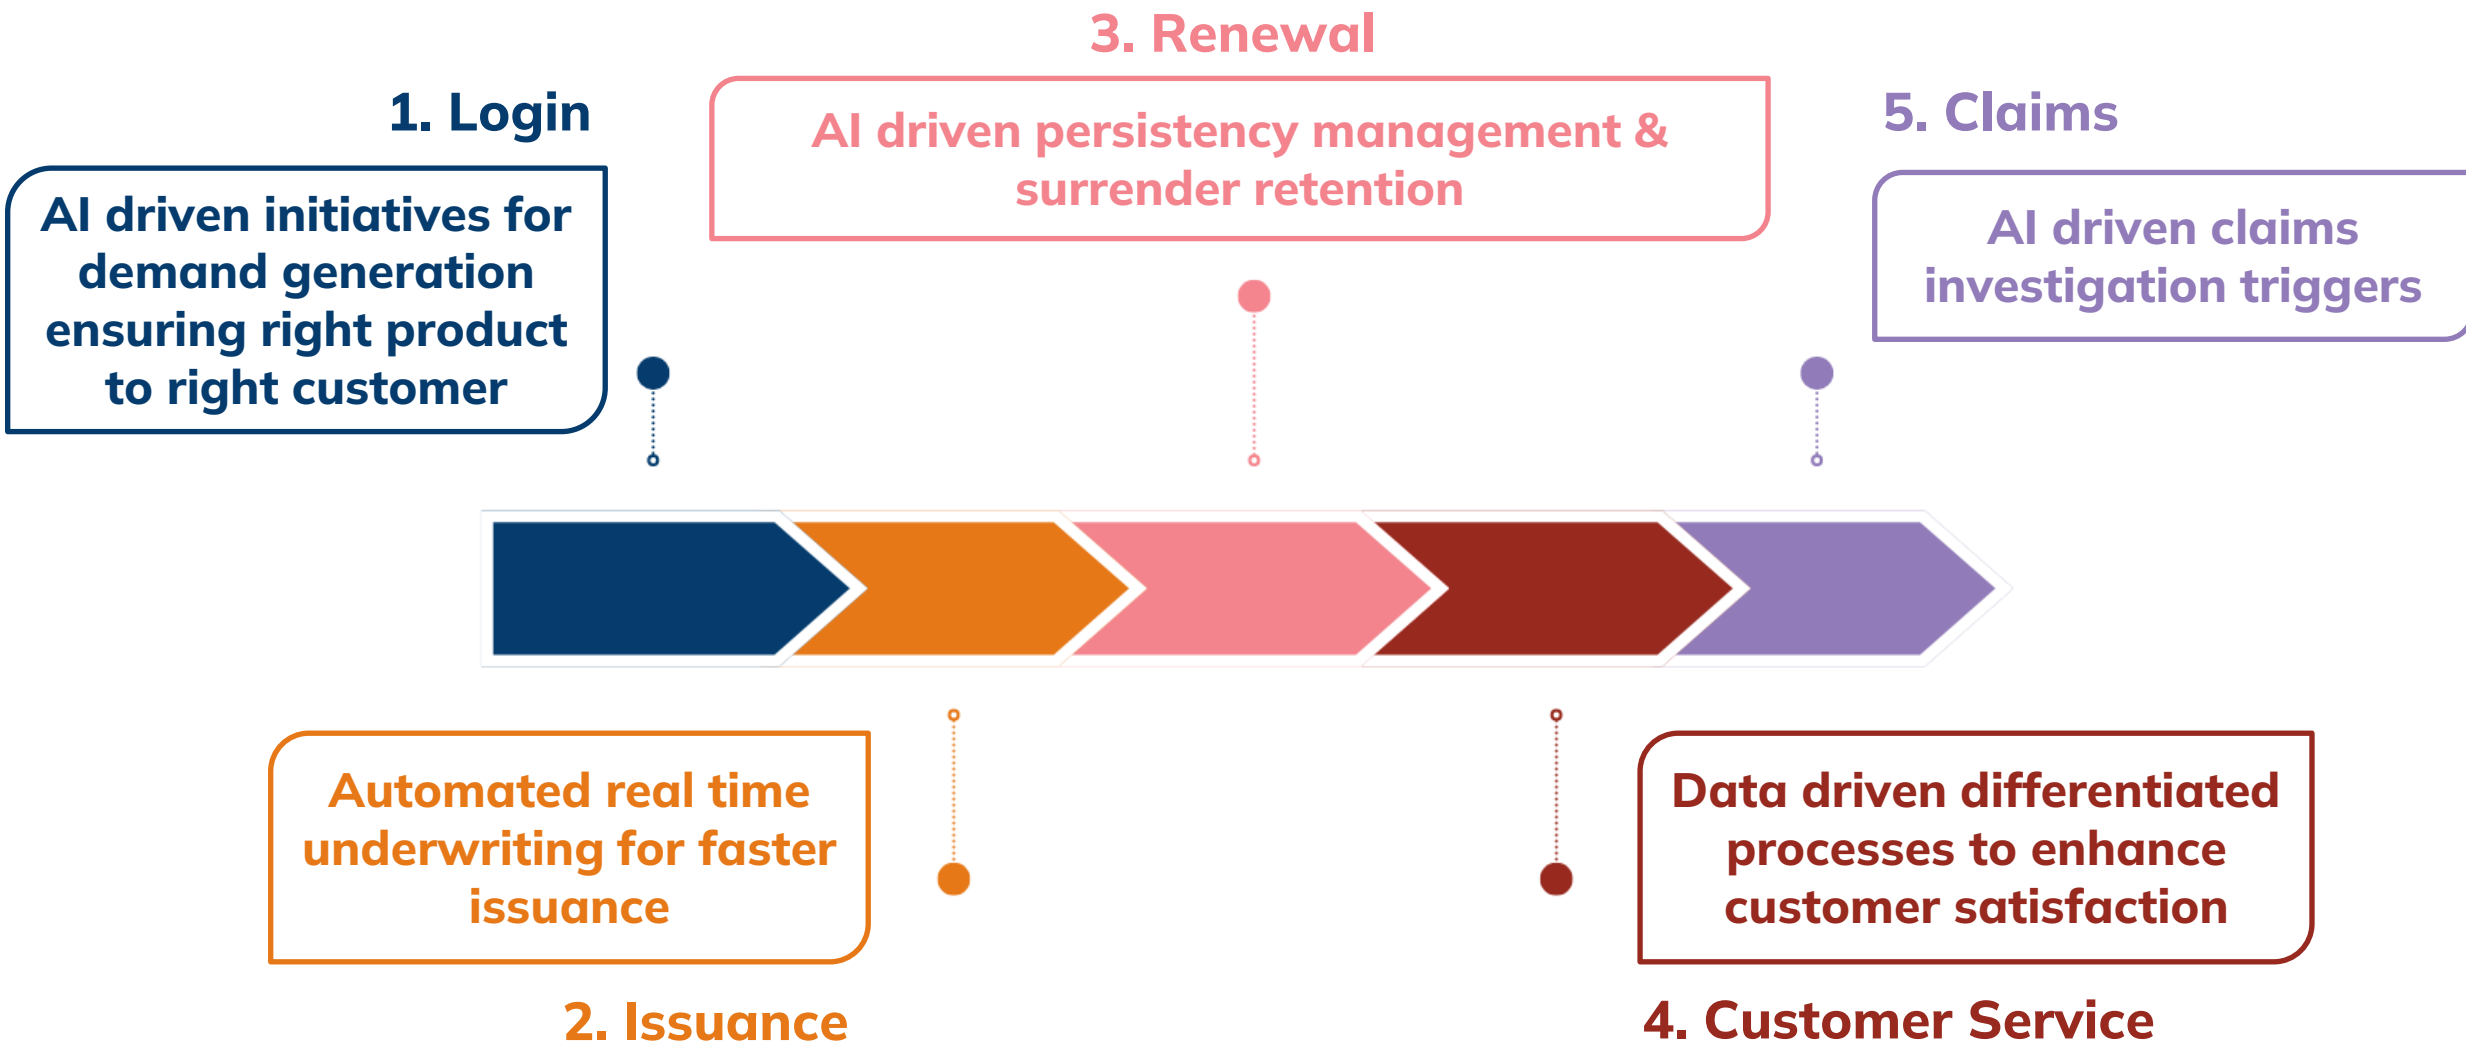 1. Login
AI driven initiatives for
demand generation
ensuring right product
to right customer
2. Issuance
Automated real time
underwriting for faster
issuance
3. Renewal
AI driven persistency management &
surrender retention
4. Customer Service
Data driven differentiated
processes to enhance
customer satisfaction
5. Claims
AI driven claims
investigation triggers